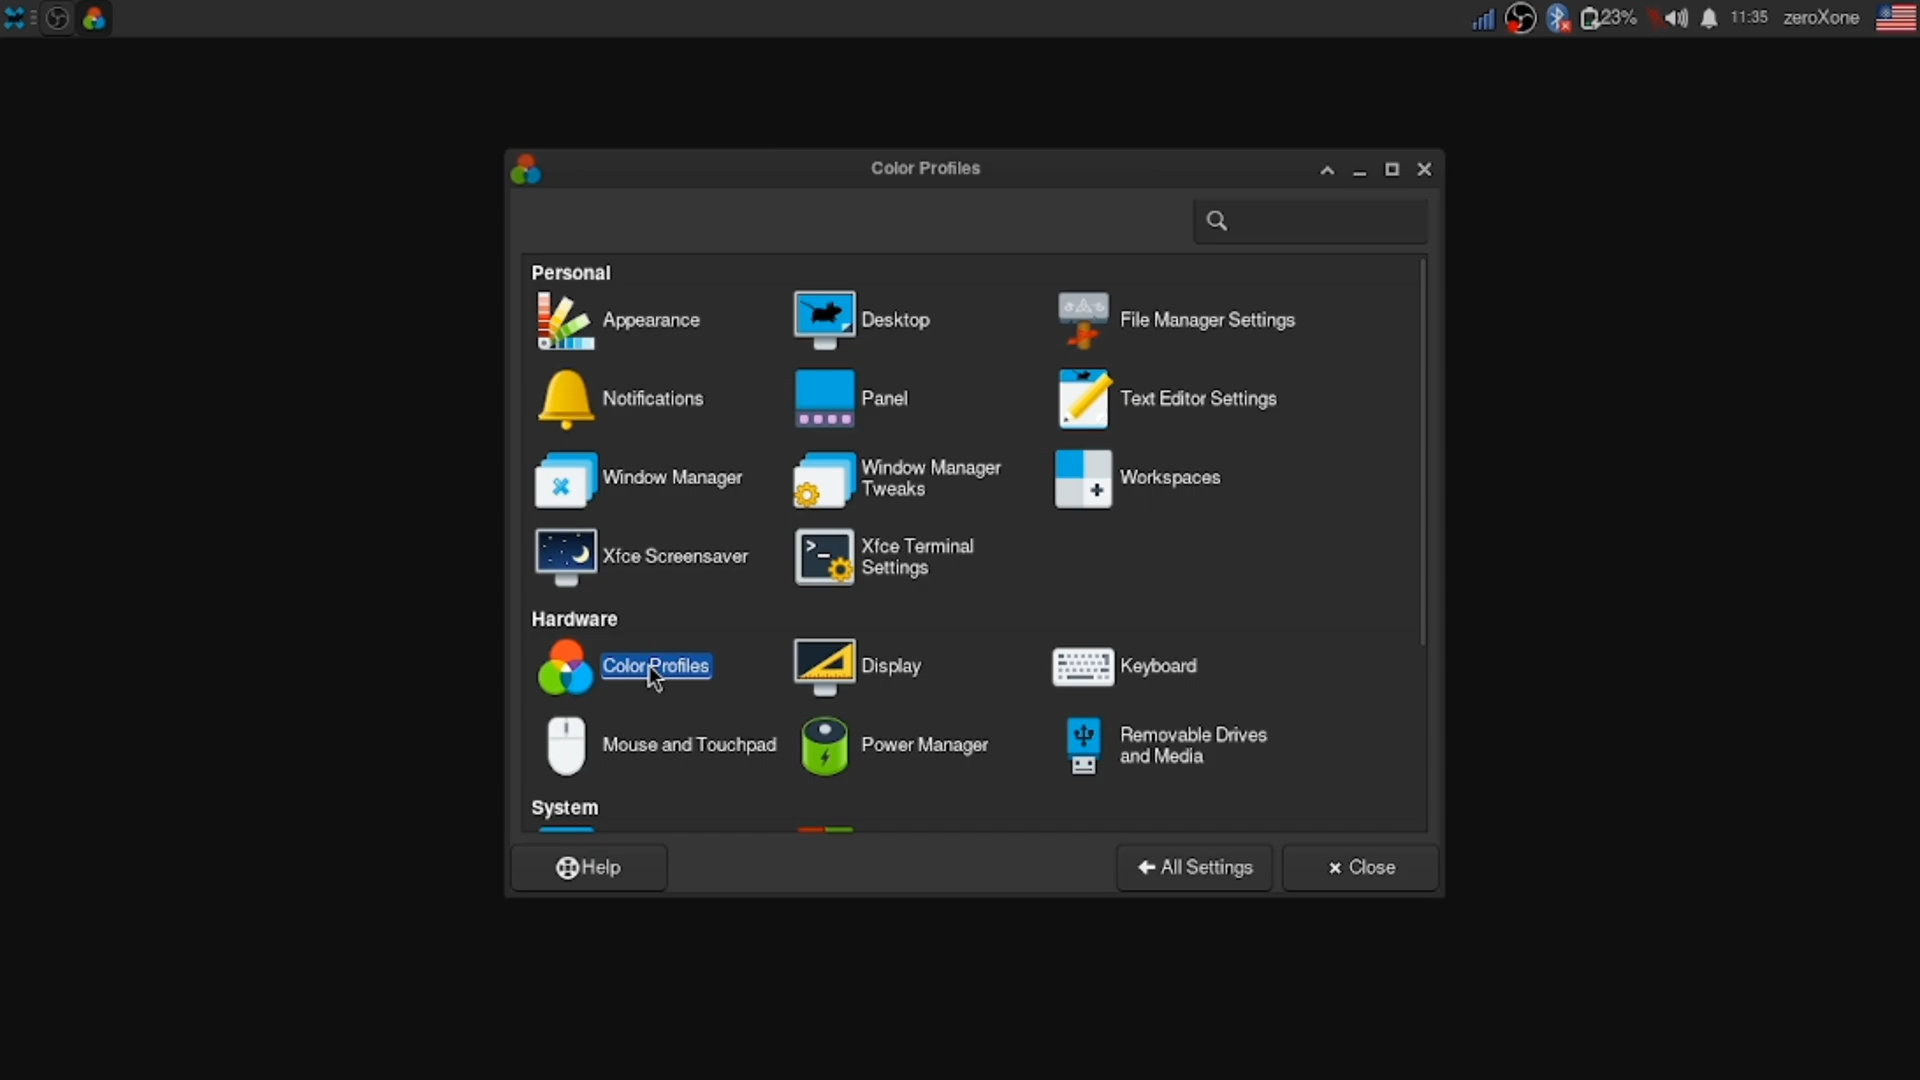 23%
11:35
zeroXone
Color Profiles
Personal
Appearance
Desktop
File Manager Settings
Notifications
Panel
Text Editor Settings
Window Manager
Window Manager
Tweaks
Workspaces
Xfce Screensaver
Xfce Terminal
Settings
Hardware
Color Profiles
Display
Keyboard
Mouse and Touchpad
Power Manager
Removable Drives
and Media
System
Help
All Settings
Close